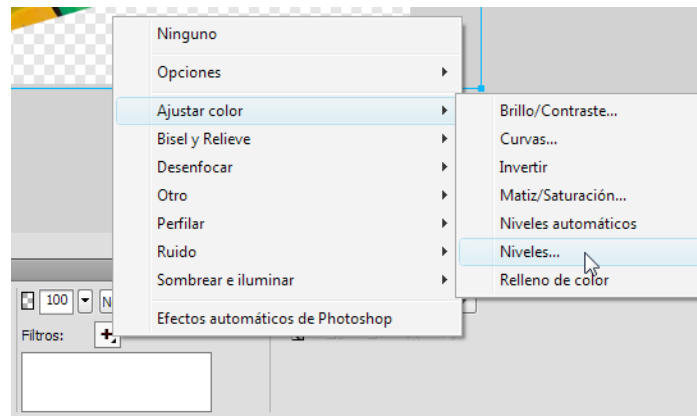 Ninguno
Opciones
Ajustar color
Bisel y Relieve
Desenfocar
Otro
Perfilar
Ruido
Sombrear e iluminar
Efectos automáticos de Photoshop
Brillo/Contraste...
Curvas...
Invertir
Matiz/Saturación...
Niveles automáticos
Niveles...
Relleno de color
100 N
Filtros: